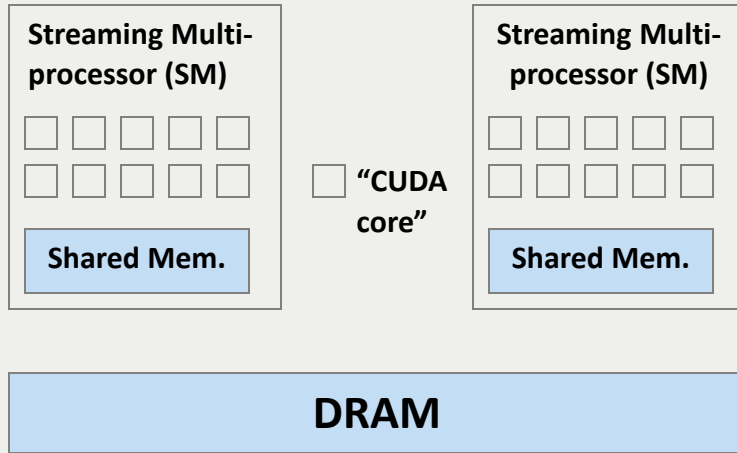 Streaming Multi-
processor (SM)
Shared Mem.
“CUDA
core”
Streaming Multi-
processor (SM)
Shared Mem.
DRAM